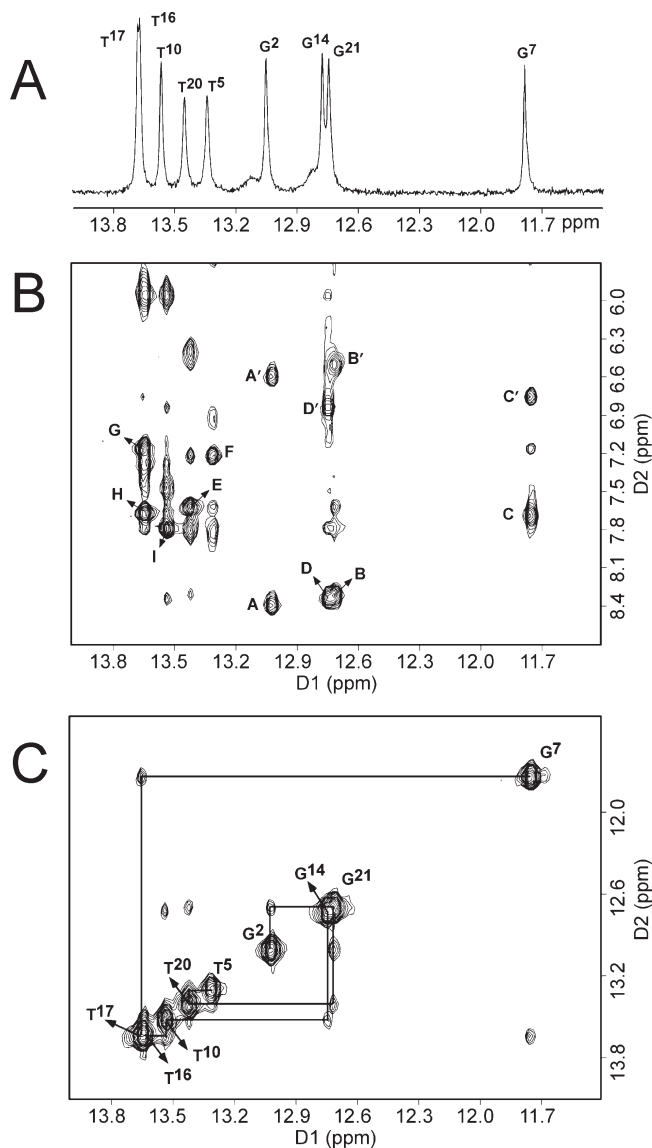 A
T17 T16 T10 T20 T5 G2 G14 G21 G7
13.8 13.5 13.2 12.9 12.6 12.3 12.0 11.7 ppm
B
A′ B′ C′ D′
G H I F E C D B A
6.0
6.3
6.6
6.9
7.2
7.5
7.8
8.1
8.4
D2 (ppm)
13.8 13.5 13.2 12.9 12.6 12.3 12.0 11.7
D1 (ppm)
C
G7
G14 G21
G2
T20 T5
T17
T10
T16
12.0
12.6
13.2
13.8
D2 (ppm)
13.8 13.5 13.2 12.9 12.6 12.3 12.0 11.7
D1 (ppm)